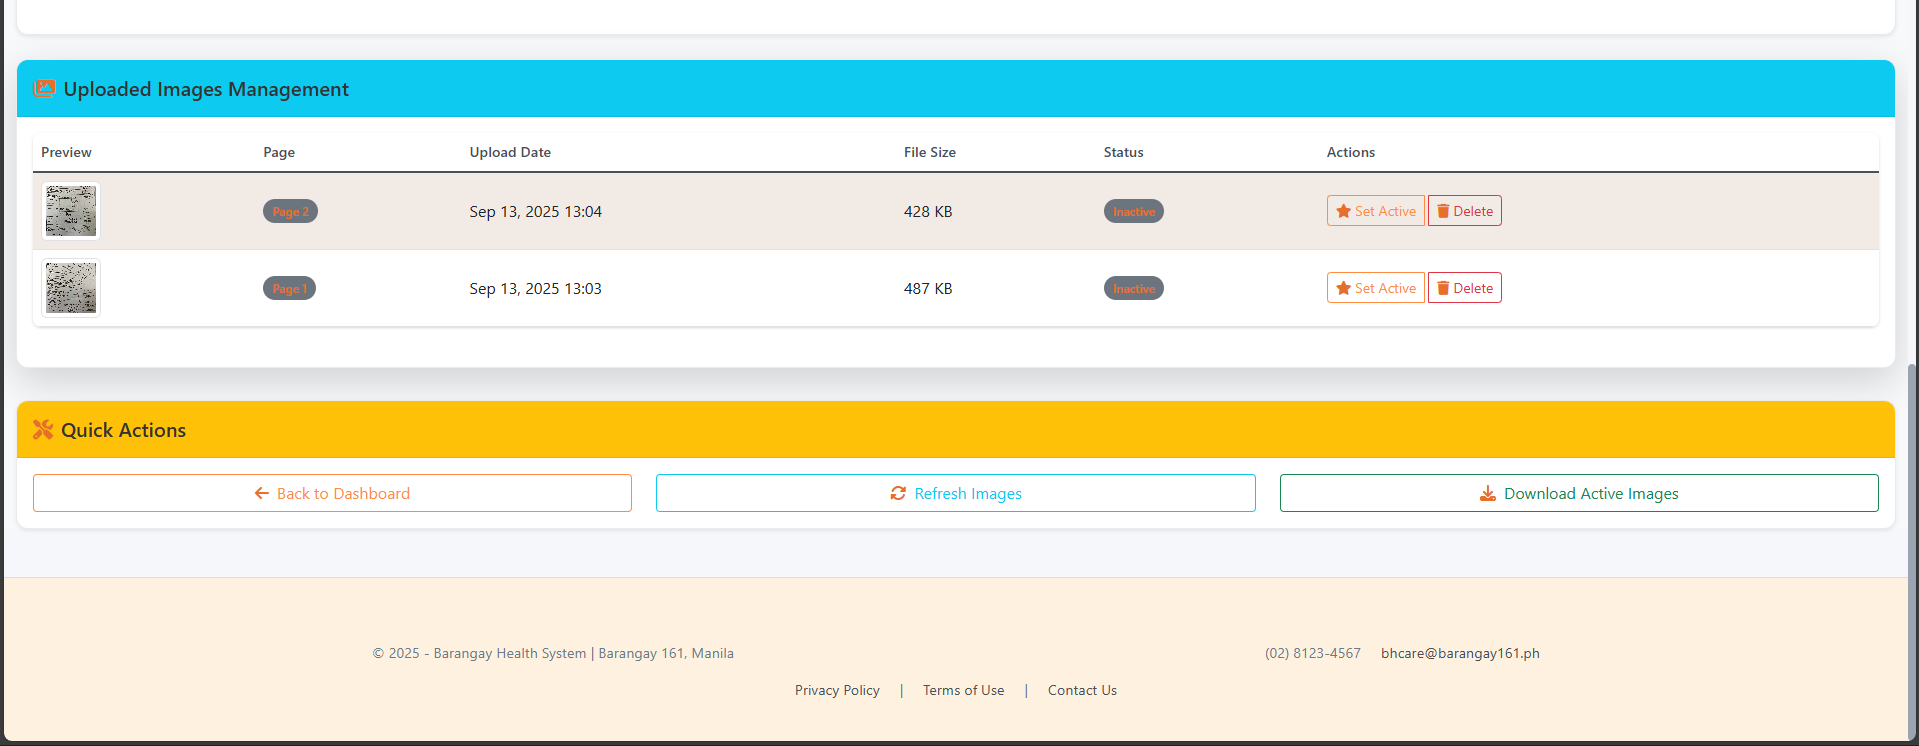 Uploaded Images Management
Preview Page Upload Date File Size Status Actions
Page 2 Sep 13, 2025 13:04 428 KB Inactive Set Active Delete
Page 1 Sep 13, 2025 13:03 487 KB Inactive Set Active Delete
Quick Actions
Back to Dashboard Refresh Images Download Active Images
© 2025 - Barangay Health System | Barangay 161, Manila (02) 8123-4567 bhcare@barangay161.ph
Privacy Policy | Terms of Use | Contact Us